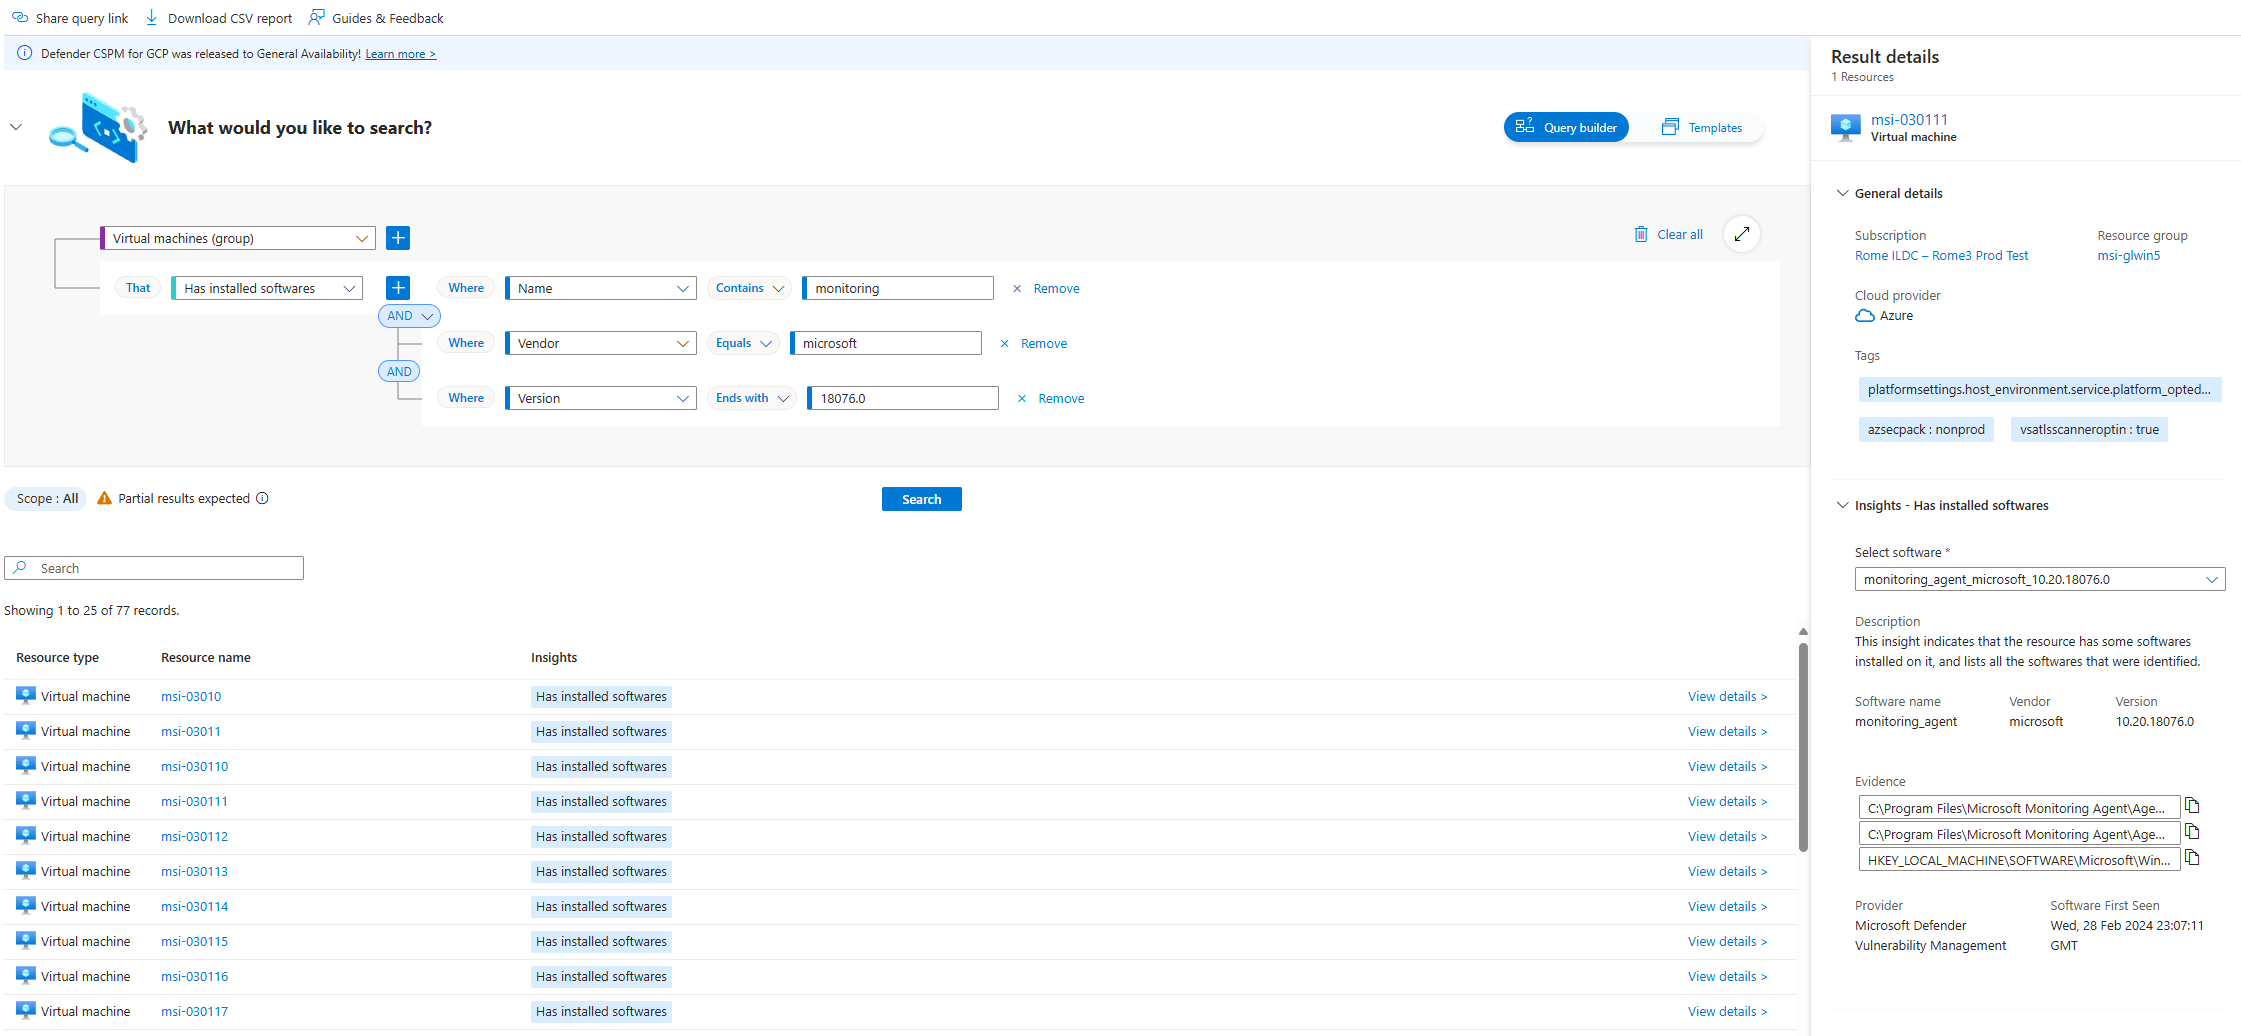 Share query link Download CSV report Guides & Feedback
Defender CSPM for GCP was released to General Availability! Learn more >
What would you like to search?
Query builder Templates
Virtual machines (group)
Clear all
That Has installed softwares Where Name Contains monitoring Remove
AND
Where Vendor Equals microsoft Remove
AND
Where Version Ends with 18076.0 Remove
Scope : All Partial results expected Search
Search
Showing 1 to 25 of 77 records.
Resource type Resource name Insights
Virtual machine msi-03010 Has installed softwares View details >
Virtual machine msi-03011 Has installed softwares View details >
Virtual machine msi-030110 Has installed softwares View details >
Virtual machine msi-030111 Has installed softwares View details >
Virtual machine msi-030112 Has installed softwares View details >
Virtual machine msi-030113 Has installed softwares View details >
Virtual machine msi-030114 Has installed softwares View details >
Virtual machine msi-030115 Has installed softwares View details >
Virtual machine msi-030116 Has installed softwares View details >
Virtual machine msi-030117 Has installed softwares View details >
Result details
1 Resources
msi-030111
Virtual machine
General details
Subscription Resource group
Rome ILDC – Rome3 Prod Test msi-glwin5
Cloud provider
Azure
Tags
platformsettings.host_environment.service.platform_opted...
azsecpack : nonprod vsatlsscanneroptin : true
Insights - Has installed softwares
Select software *
monitoring_agent_microsoft_10.20.18076.0
Description
This insight indicates that the resource has some softwares
installed on it, and lists all the softwares that were identified.
Software name Vendor Version
monitoring_agent microsoft 10.20.18076.0
Evidence
C:\Program Files\Microsoft Monitoring Agent\Age...
C:\Program Files\Microsoft Monitoring Agent\Age...
HKEY_LOCAL_MACHINE\SOFTWARE\Microsoft\Win...
Provider Software First Seen
Microsoft Defender Wed, 28 Feb 2024 23:07:11
Vulnerability Management GMT